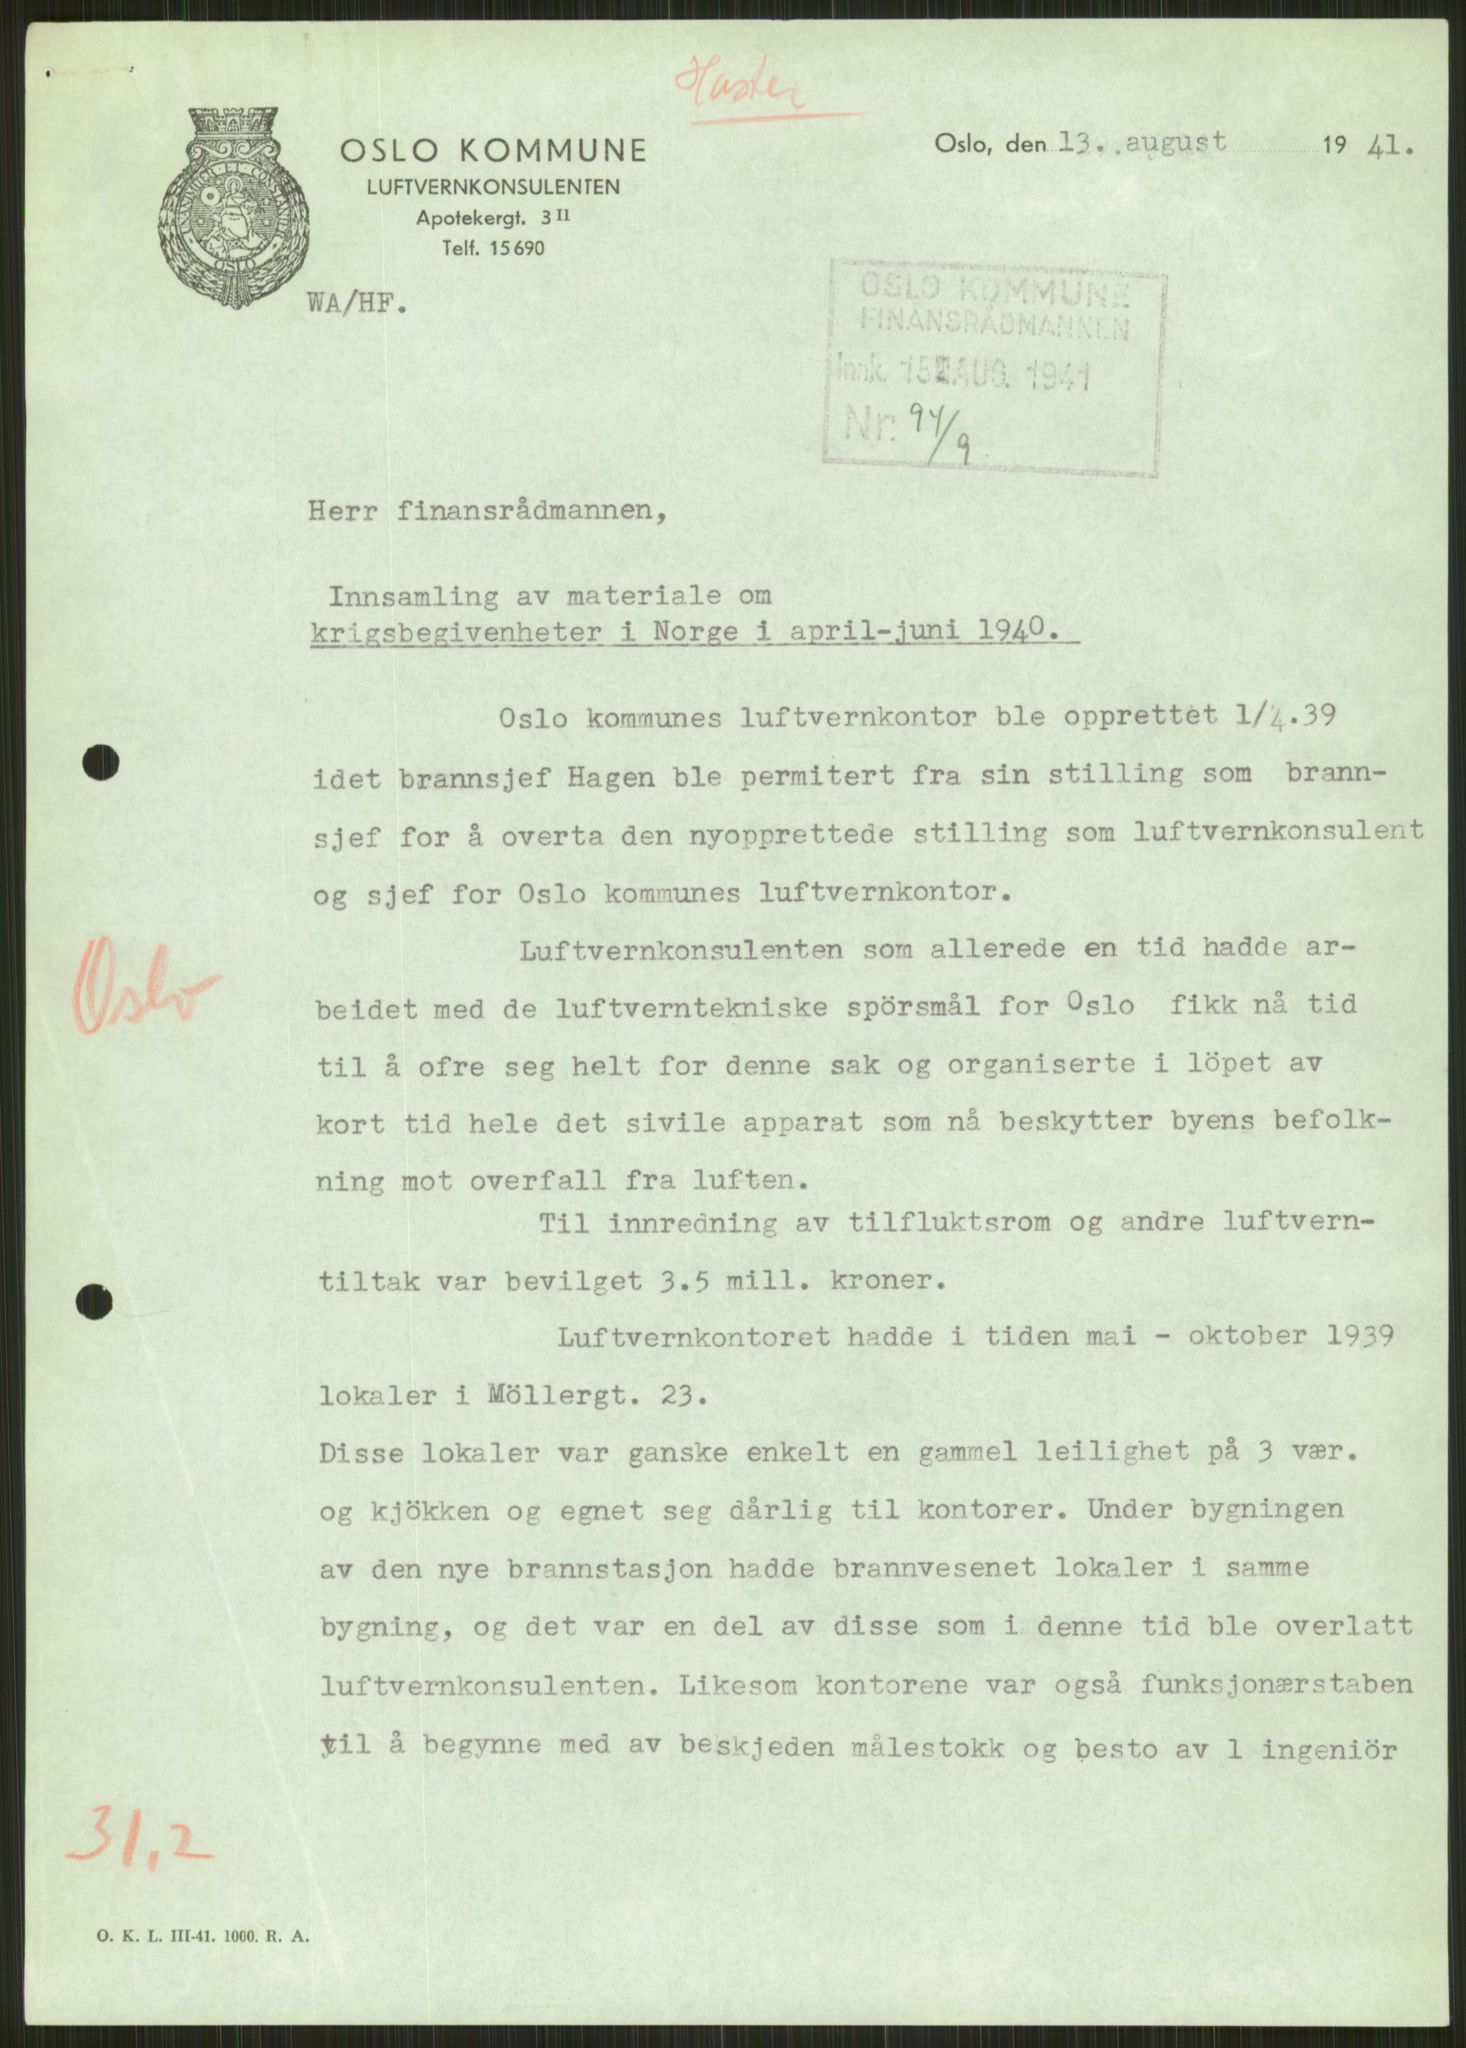 Haster
OSLO KOMMUNE
LUFTVERNKONSULENTEN
Apotekergt. 3 II
Telf. 15690
Oslo, den 13. august 19 41.
UNANIMITER ET CONSTANTER
OSLO
WA/HF.
OSLO KOMMUNE
FINANSRÅDMANNEN
Innk. 15 AUG. 1941
Nr. 94/9
Herr finansrådmannen,
Innsamling av materiale om
krigsbegivenheter i Norge i april-juni 1940.
Oslo kommunes luftvernkontor ble opprettet 1/4.39
idet brannsjef Hagen ble permitert fra sin stilling som brann-
sjef for å overta den nyopprettede stilling som luftvernkonsulent
og sjef for Oslo kommunes luftvernkontor.
Luftvernkonsulenten som allerede en tid hadde ar-
Oslo
beidet med de luftverntekniske spörsmål for Oslo fikk nå tid
til å ofre seg helt for denne sak og organiserte i löpet av
kort tid hele det sivile apparat som nå beskytter byens befolk-
ning mot overfall fra luften.
Til innredning av tilfluktsrom og andre luftvern-
tiltak var bevilget 3.5 mill. kroner.
Luftvernkontoret hadde i tiden mai - oktober 1939
lokaler i Möllergt. 23.
Disse lokaler var ganske enkelt en gammel leilighet på 3 vær.
og kjökken og egnet seg dårlig til kontorer. Under bygningen
av den nye brannstasjon hadde brannvesenet lokaler i samme
bygning, og det var en del av disse som i denne tid ble overlatt
luftvernkonsulenten. Likesom kontorene var også funksjonærstaben
til å begynne med av beskjeden målestokk og besto av 1 ingeniör
31,2
O. K. L. III-41. 1000. R. A.